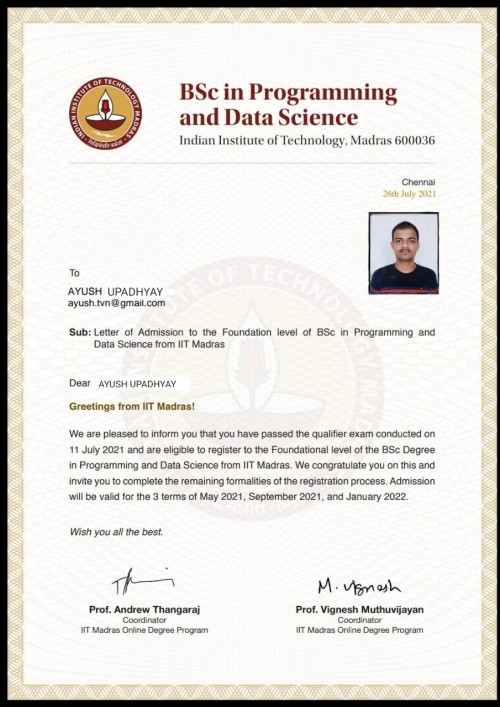 INDIAN INSTITUTE OF TECHNOLOGY MADRAS
सिद्धिर्भवति कर्मजा
BSc in Programming
and Data Science
Indian Institute of Technology, Madras 600036
Chennai
26th July 2021
To
AYUSH UPADHYAY
ayush.tvn@gmail.com
Sub: Letter of Admission to the Foundation level of BSc in Programming and
Data Science from IIT Madras
Dear AYUSH UPADHYAY
Greetings from IIT Madras!
We are pleased to inform you that you have passed the qualifier exam conducted on
11 July 2021 and are eligible to register to the Foundational level of the BSc Degree
in Programming and Data Science from IIT Madras. We congratulate you on this and
invite you to complete the remaining formalities of the registration process. Admission
will be valid for the 3 terms of May 2021, September 2021, and January 2022.
Wish you all the best.
M. Vignesh
Prof. Andrew Thangaraj
Coordinator
IIT Madras Online Degree Program
Prof. Vignesh Muthuvijayan
Coordinator
IIT Madras Online Degree Program